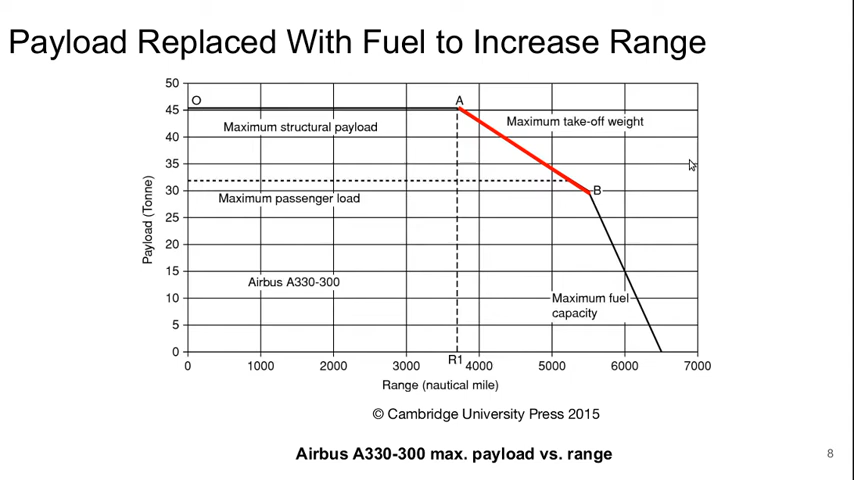 Payload Replaced With Fuel to Increase Range
50
45
40
35
30
25
20
15
10
5
0
Payload (Tonne)
O
A
Maximum take-off weight
Maximum structural payload
B
Maximum passenger load
Airbus A330-300
Maximum fuel
capacity
R1
0 1000 2000 3000 4000 5000 6000 7000
Range (nautical mile)
© Cambridge University Press 2015
Airbus A330-300 max. payload vs. range
8